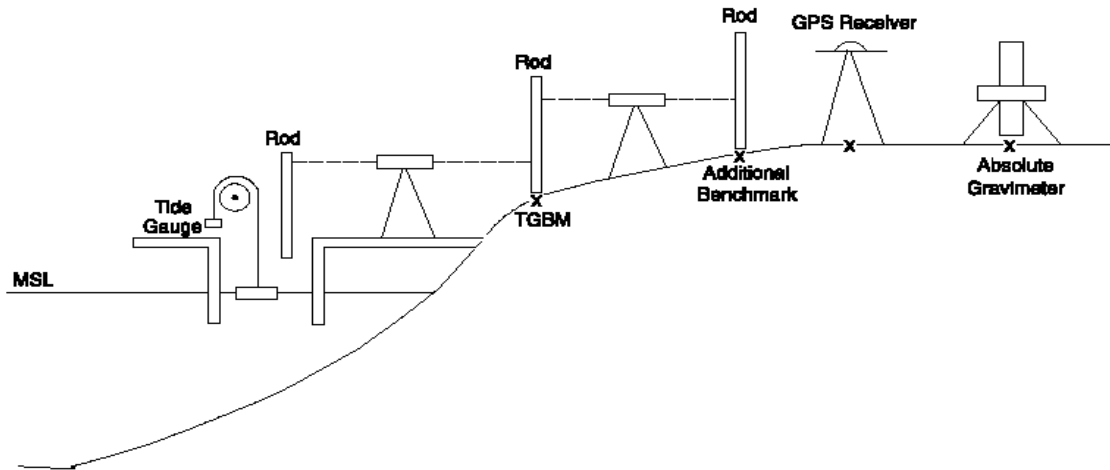 GPS Receiver
Rod
Rod
Rod
Tide
Gauge
TGBM
Additional
Benchmark
Absolute
Gravimeter
MSL